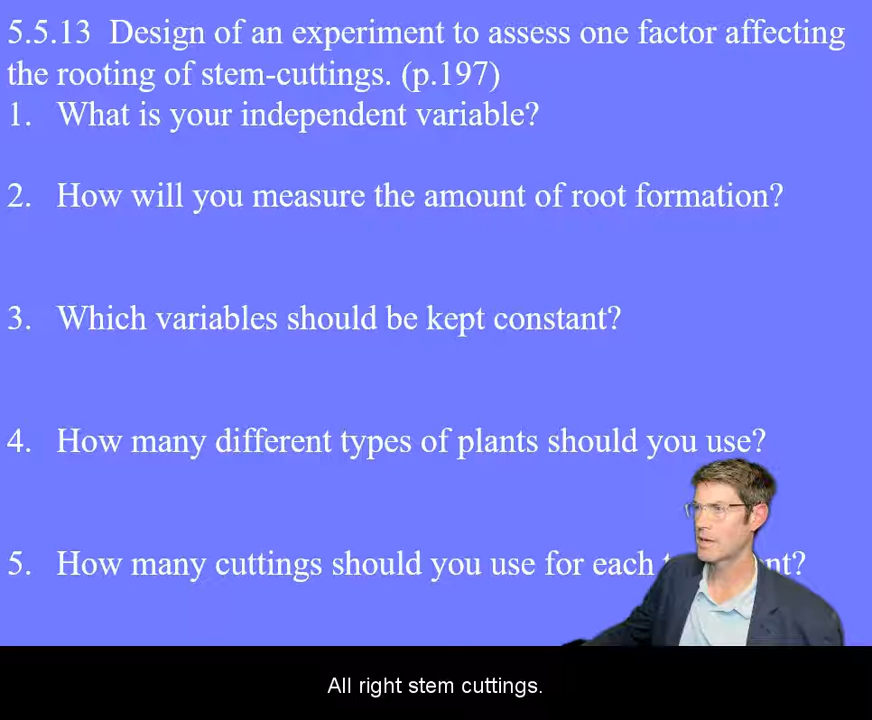 5.5.13 Design of an experiment to assess one factor affecting
the rooting of stem-cuttings. (p.197)
1. What is your independent variable?
2. How will you measure the amount of root formation?
3. Which variables should be kept constant?
4. How many different types of plants should you use?
5. How many cuttings should you use for each
All right stem cuttings.